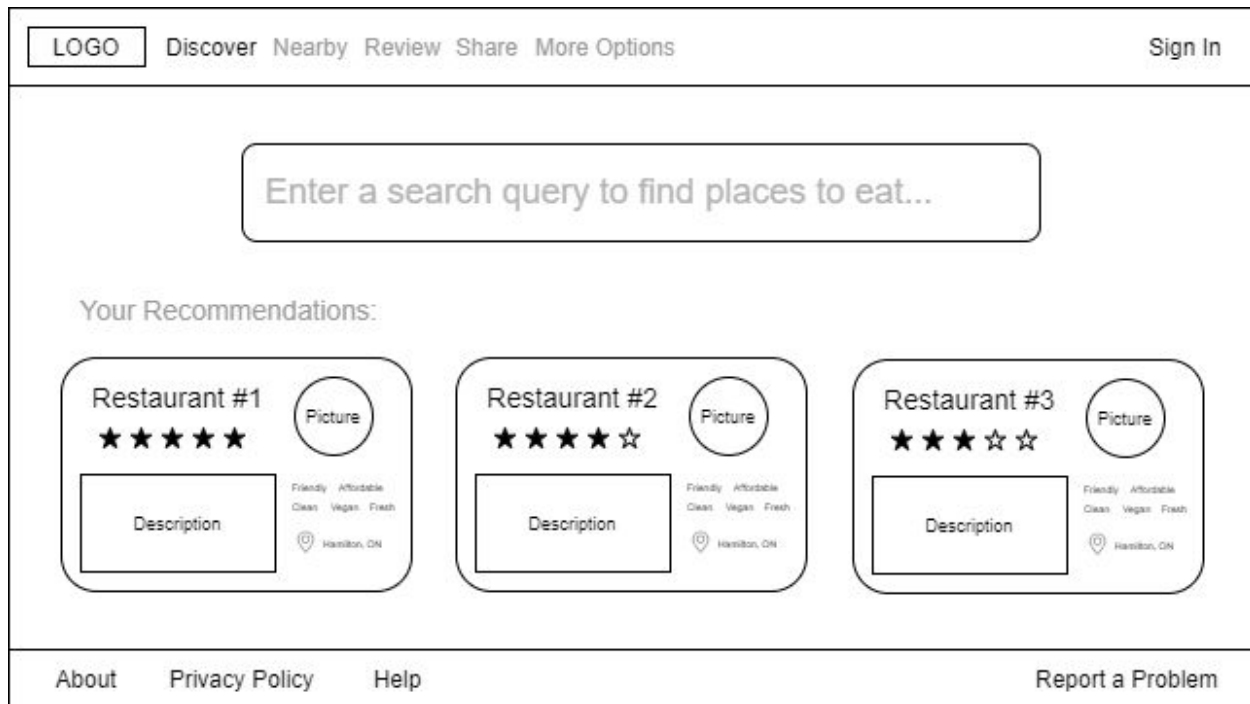 LOGO Discover Nearby Review Share More Options Sign In
Enter a search query to find places to eat...
Your Recommendations:
Restaurant #1
Picture
Description
Friendly Affordable
Clean Vegan Fresh
Hamilton, ON
Restaurant #2
Picture
Description
Friendly Affordable
Clean Vegan Fresh
Hamilton, ON
Restaurant #3
Picture
Description
Friendly Affordable
Clean Vegan Fresh
Hamilton, ON
About Privacy Policy Help Report a Problem